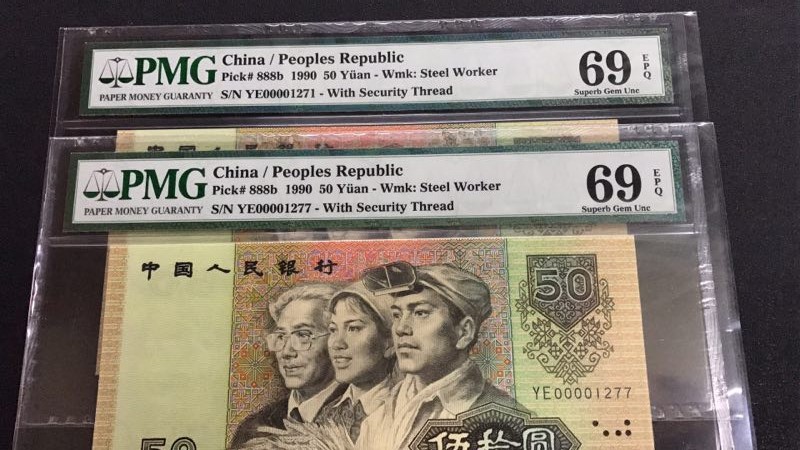 PMG
PAPER MONEY GUARANTY
China / Peoples Republic
Pick# 888b 1990 50 Yüan - Wmk: Steel Worker
S/N YE00001271 - With Security Thread
69
EPQ
Superb Gem Unc
PMG
PAPER MONEY GUARANTY
China / Peoples Republic
Pick# 888b 1990 50 Yüan - Wmk: Steel Worker
S/N YE00001277 - With Security Thread
69
EPQ
Superb Gem Unc
中国人民银行
50
YE00001277
50
伍拾圆